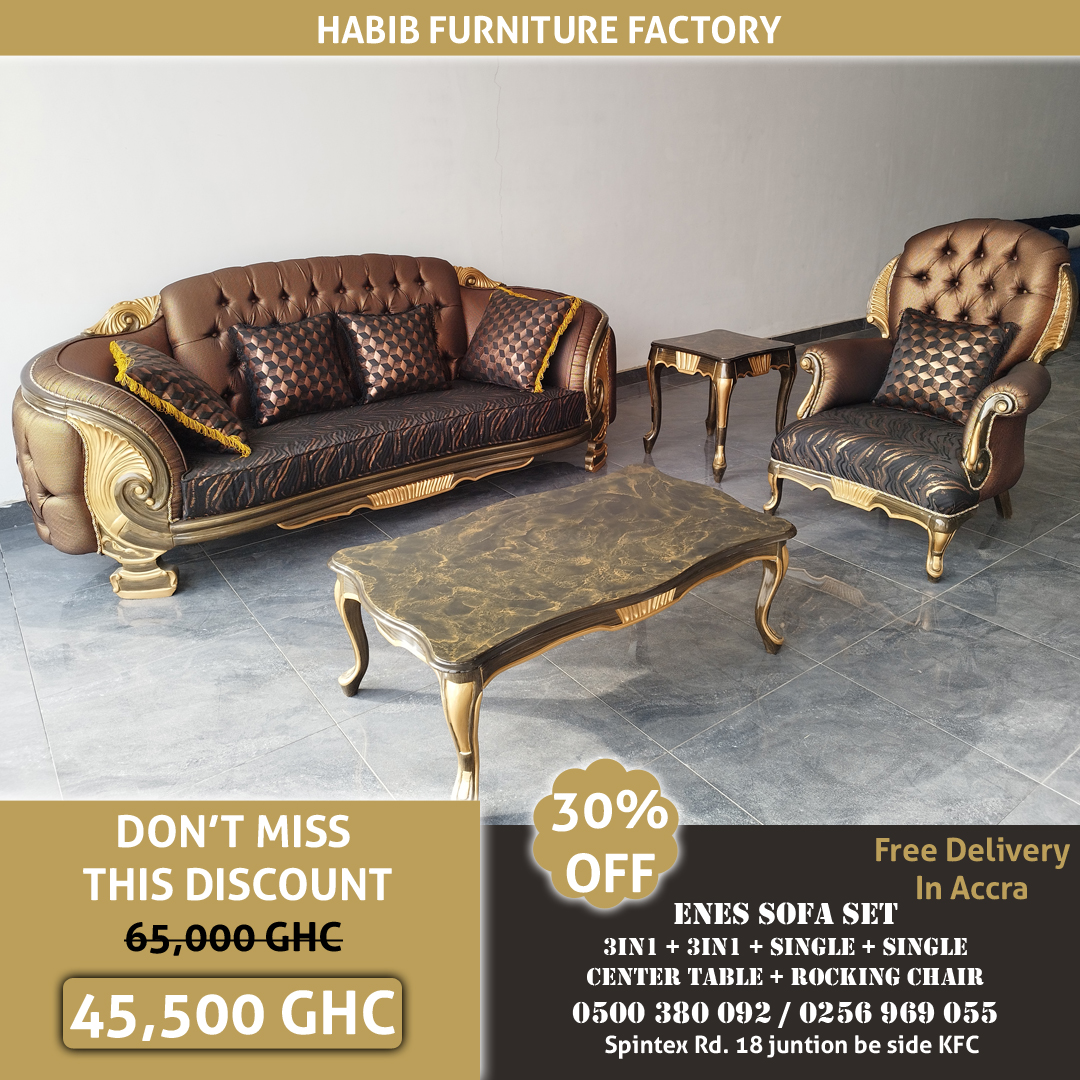 HABIB FURNITURE FACTORY
DON'T MISS
THIS DISCOUNT
65,000 GHC
45,500 GHC
30%
OFF
Free Delivery
In Accra
ENES SOFA SET
3IN1 + 3IN1 + SINGLE + SINGLE
CENTER TABLE + ROCKING CHAIR
0500 380 092 / 0256 969 055
Spintex Rd. 18 juntion be side KFC